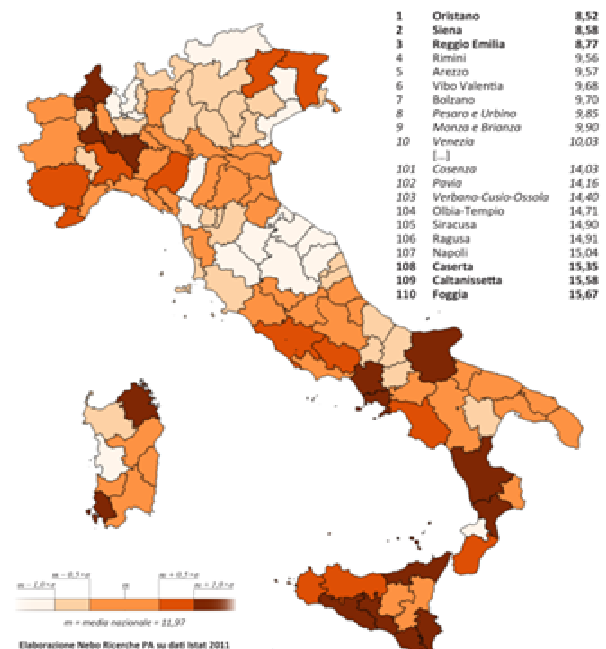 1 Oristano 8,52
2 Siena 8,58
3 Reggio Emilia 8,77
4 Rimini 9,56
5 Arezzo 9,57
6 Vibo Valentia 9,68
7 Bolzano 9,70
8 Pesaro e Urbino 9,85
9 Monza e Brianza 9,90
10 Venezia 10,03
[...]
101 Cosenza 14,03
102 Pavia 14,16
103 Verbano-Cusio-Ossola 14,40
104 Olbia-Tempio 14,71
105 Siracusa 14,90
106 Ragusa 14,91
107 Napoli 15,04
108 Caserta 15,35
109 Caltanissetta 15,58
110 Foggia 15,67
m - 0,5×σ m + 0,5×σ
m - 1,0×σ m m + 1,0×σ
m = media nazionale = 11,97
Elaborazione Nebo Ricerche PA su dati Istat 2011